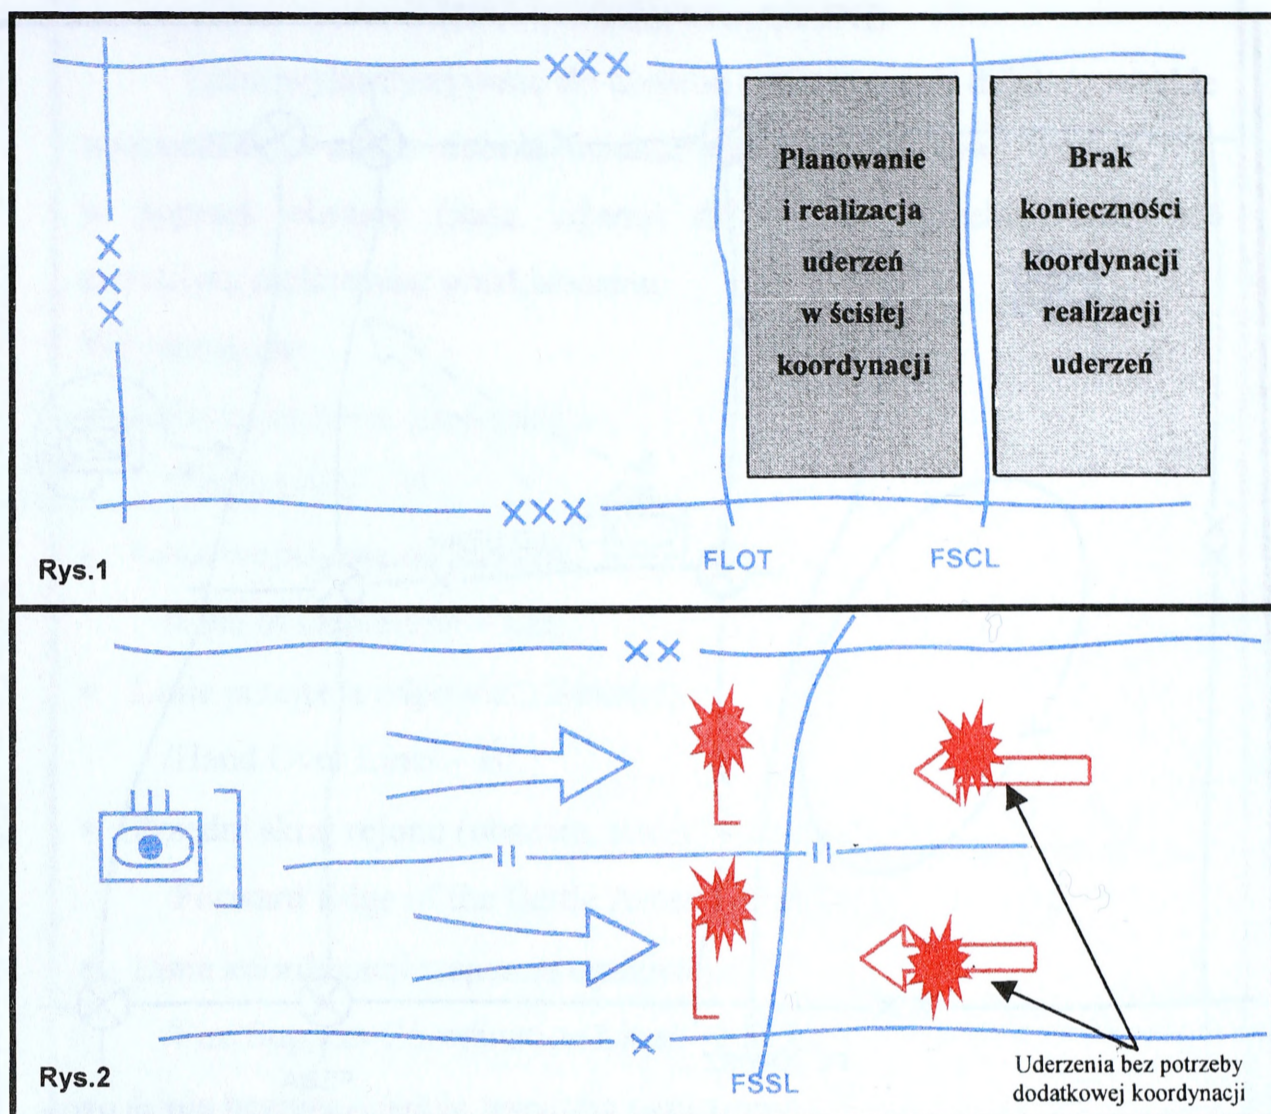 XXX
Planowanie
i realizacja
uderzeń
w ścisłej
koordynacji
Brak
konieczności
koordynacji
realizacji
uderzeń
XXX
XXX
FLOT
FSCL
Rys.1
XX
II
II
X
FSSL
Rys.2
Uderzenia bez potrzeby
dodatkowej koordynacji